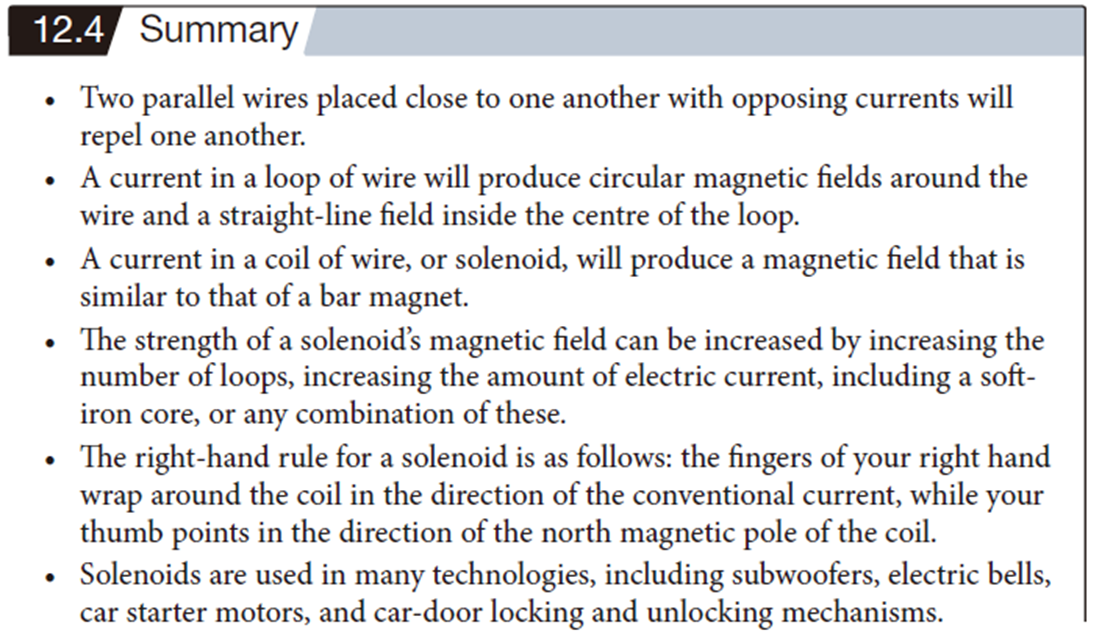 12.4 Summary
• Two parallel wires placed close to one another with opposing currents will
repel one another.
• A current in a loop of wire will produce circular magnetic fields around the
wire and a straight-line field inside the centre of the loop.
• A current in a coil of wire, or solenoid, will produce a magnetic field that is
similar to that of a bar magnet.
• The strength of a solenoid’s magnetic field can be increased by increasing the
number of loops, increasing the amount of electric current, including a soft-
iron core, or any combination of these.
• The right-hand rule for a solenoid is as follows: the fingers of your right hand
wrap around the coil in the direction of the conventional current, while your
thumb points in the direction of the north magnetic pole of the coil.
• Solenoids are used in many technologies, including subwoofers, electric bells,
car starter motors, and car-door locking and unlocking mechanisms.